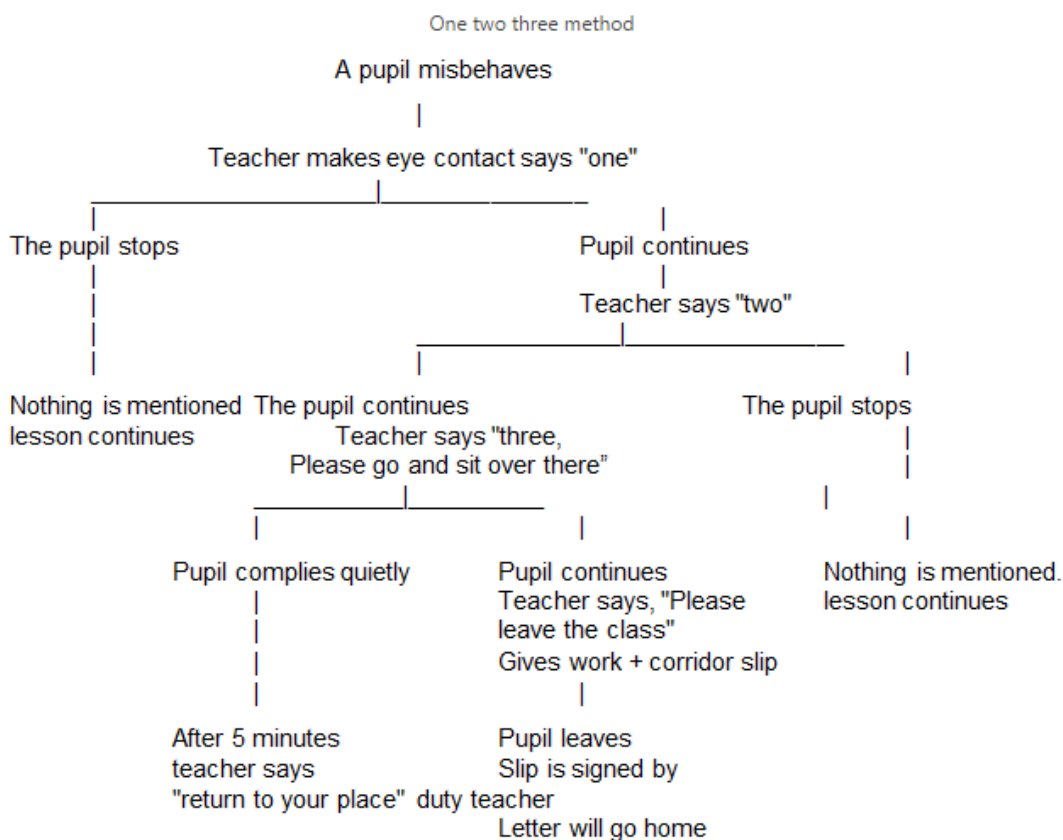 One two three method
A pupil misbehaves
Teacher makes eye contact says "one"
The pupil stops
Pupil continues
Teacher says "two"
Nothing is mentioned The pupil continues
The pupil stops
lesson continues
Teacher says "three,
Please go and sit over there”
Pupil complies quietly
Pupil continues
Nothing is mentioned.
Teacher says, "Please
lesson continues
leave the class"
Gives work + corridor slip
After 5 minutes
Pupil leaves
teacher says
Slip is signed by
"return to your place" duty teacher
Letter will go home